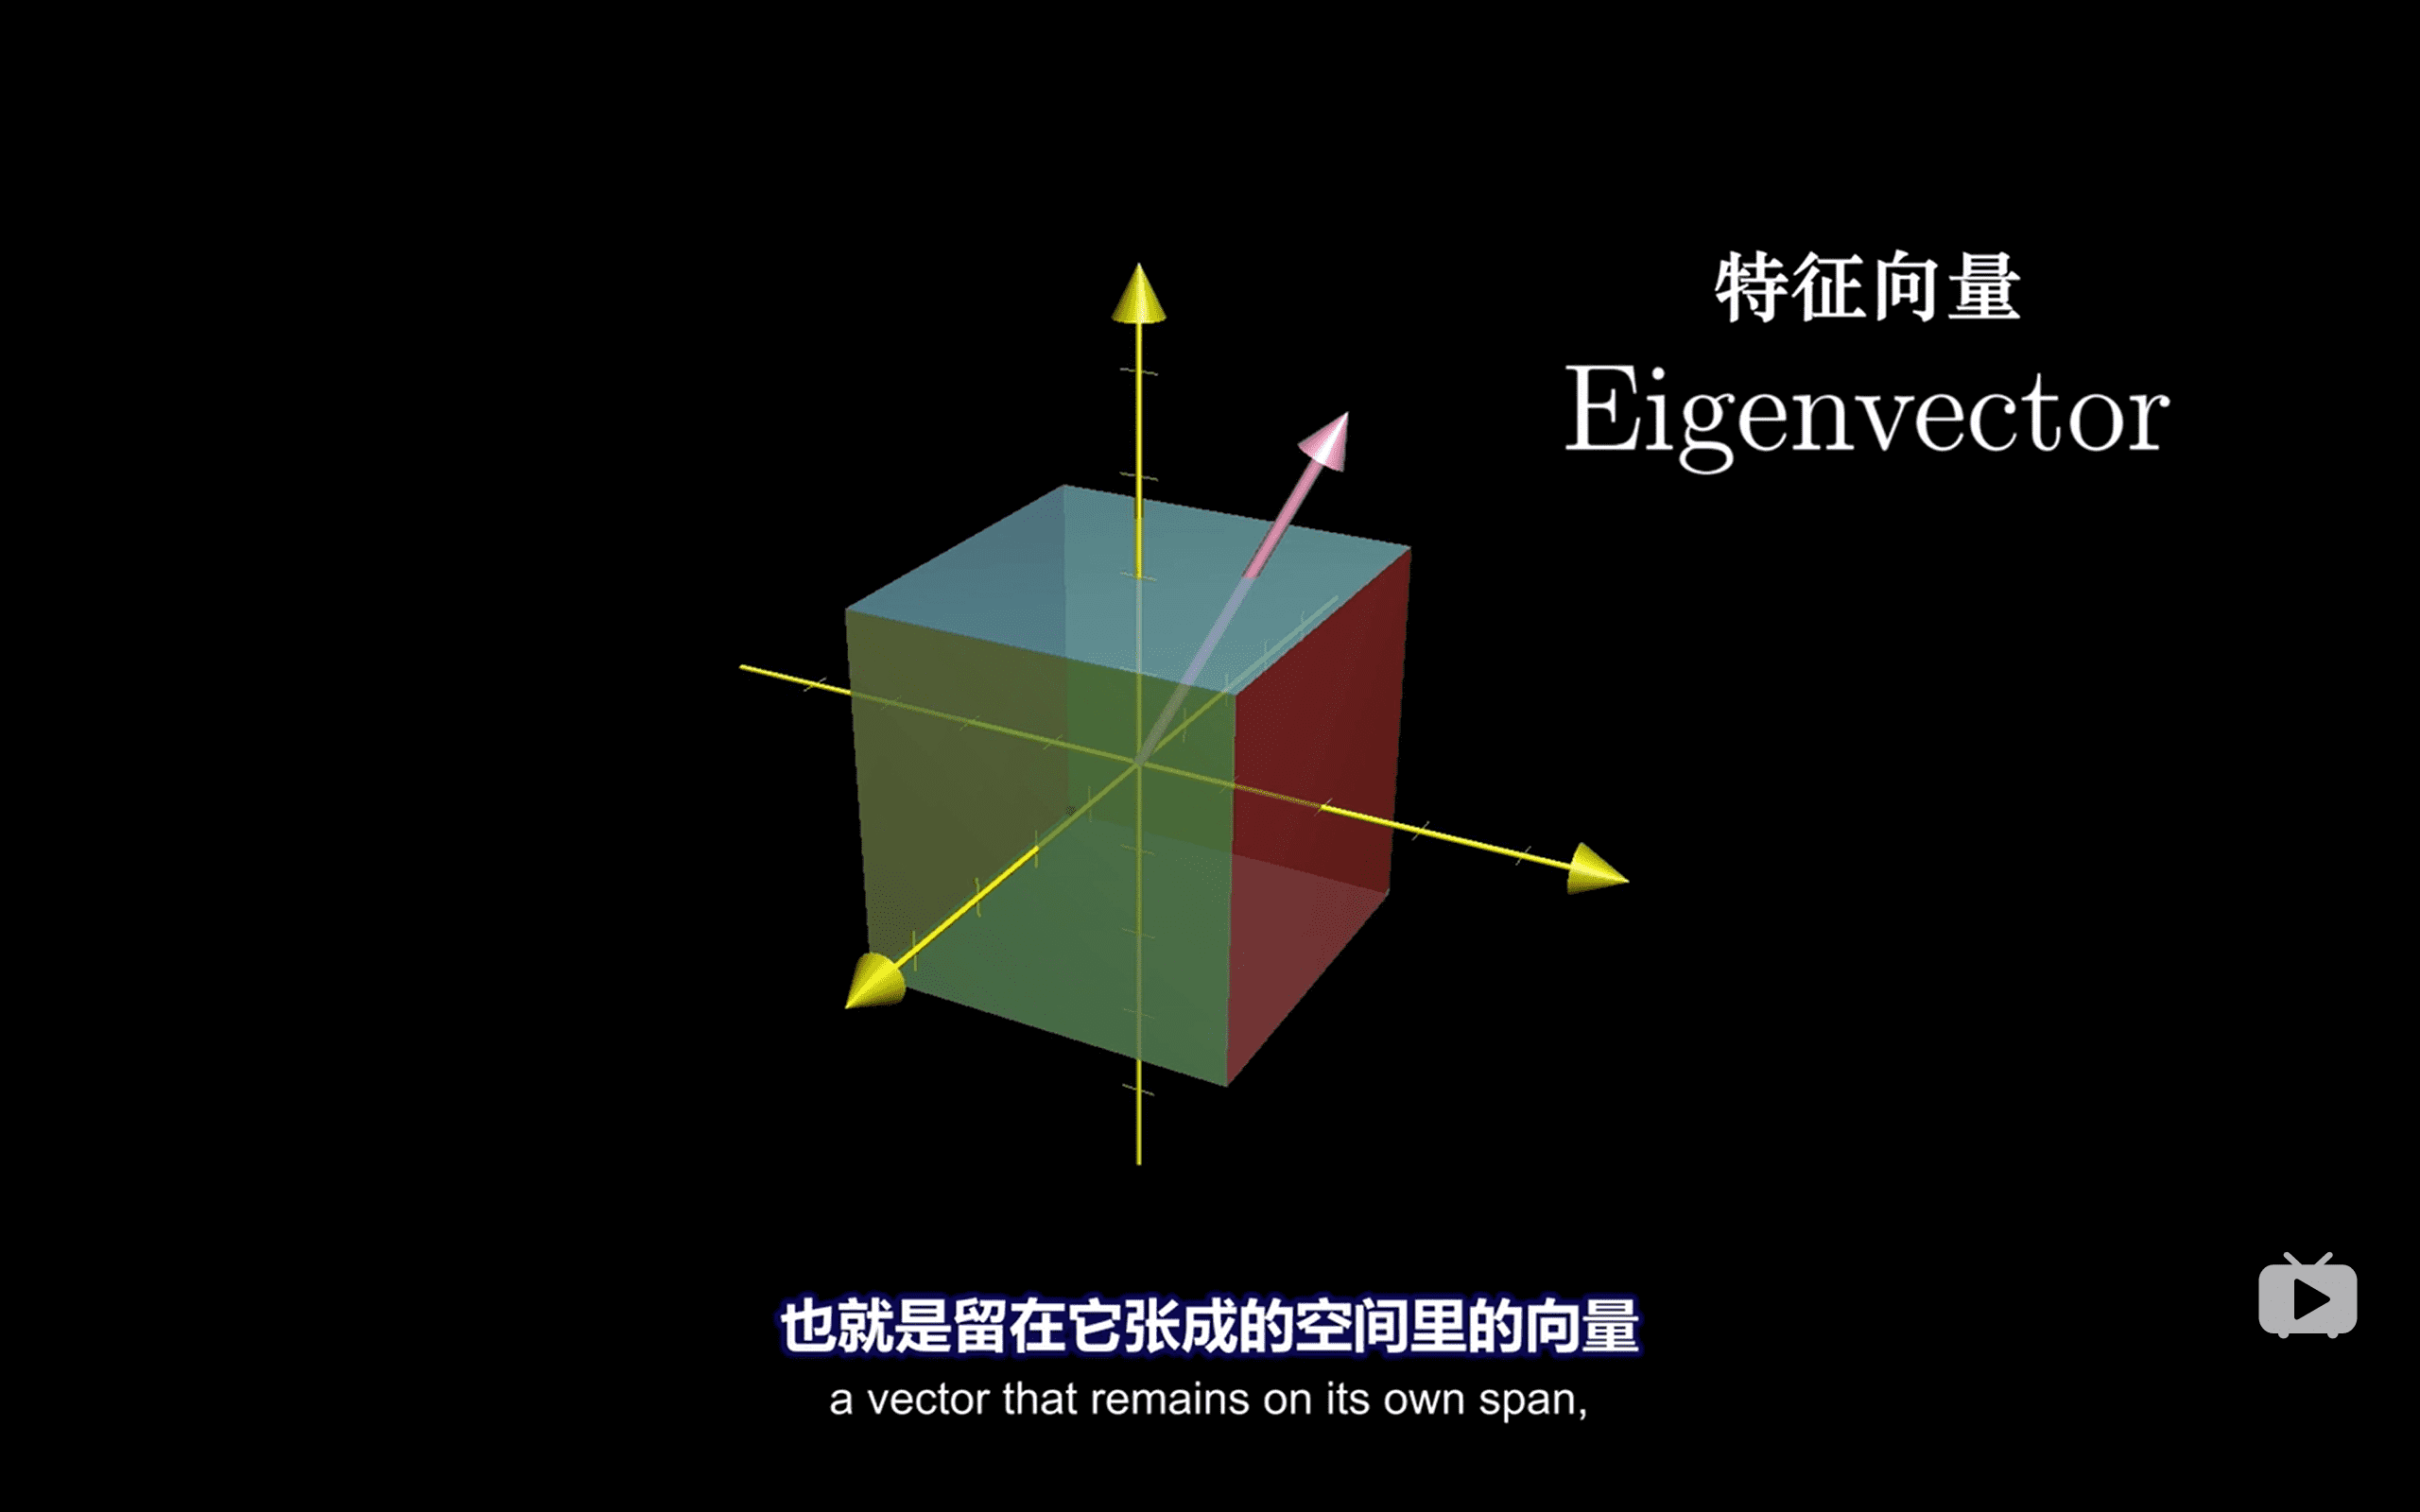 特征向量
Eigenvector
也就是留在它张成的空间里的向量
a vector that remains on its own span,